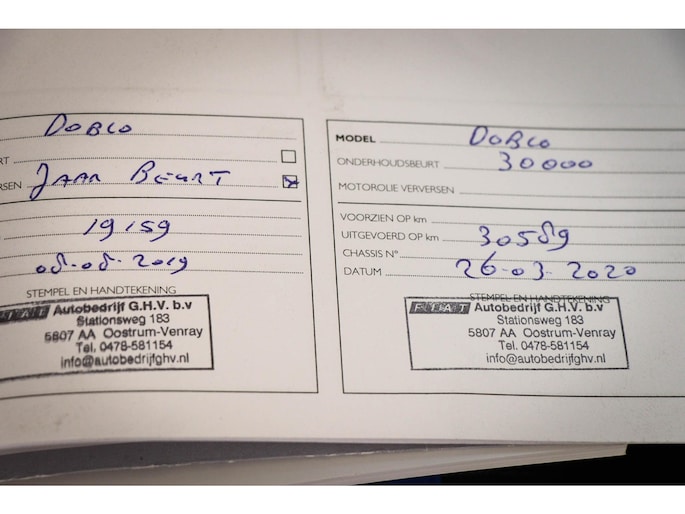 DOBLO
RT
RSEN JAAR BEURT
19159
08-08-2019
STEMPEL EN HANDTEKENING
FIAT Autobedrijf G.H.V. b.v
Stationsweg 183
5807 AA Oostrum-Venray
Tel. 0478-581154
info@autobedrijfghv.nl
MODEL DOBLO
ONDERHOUDSBEURT 30000
MOTOROLIE VERVERSEN
VOORZIEN OP km
UITGEVOERD OP km 30589
CHASSIS N°
DATUM 26-03-2020
STEMPEL EN HANDTEKENING
FIAT Autobedrijf G.H.V. b.v
Stationsweg 183
5807 AA Oostrum-Venray
Tel. 0478-581154
info@autobedrijfghv.nl